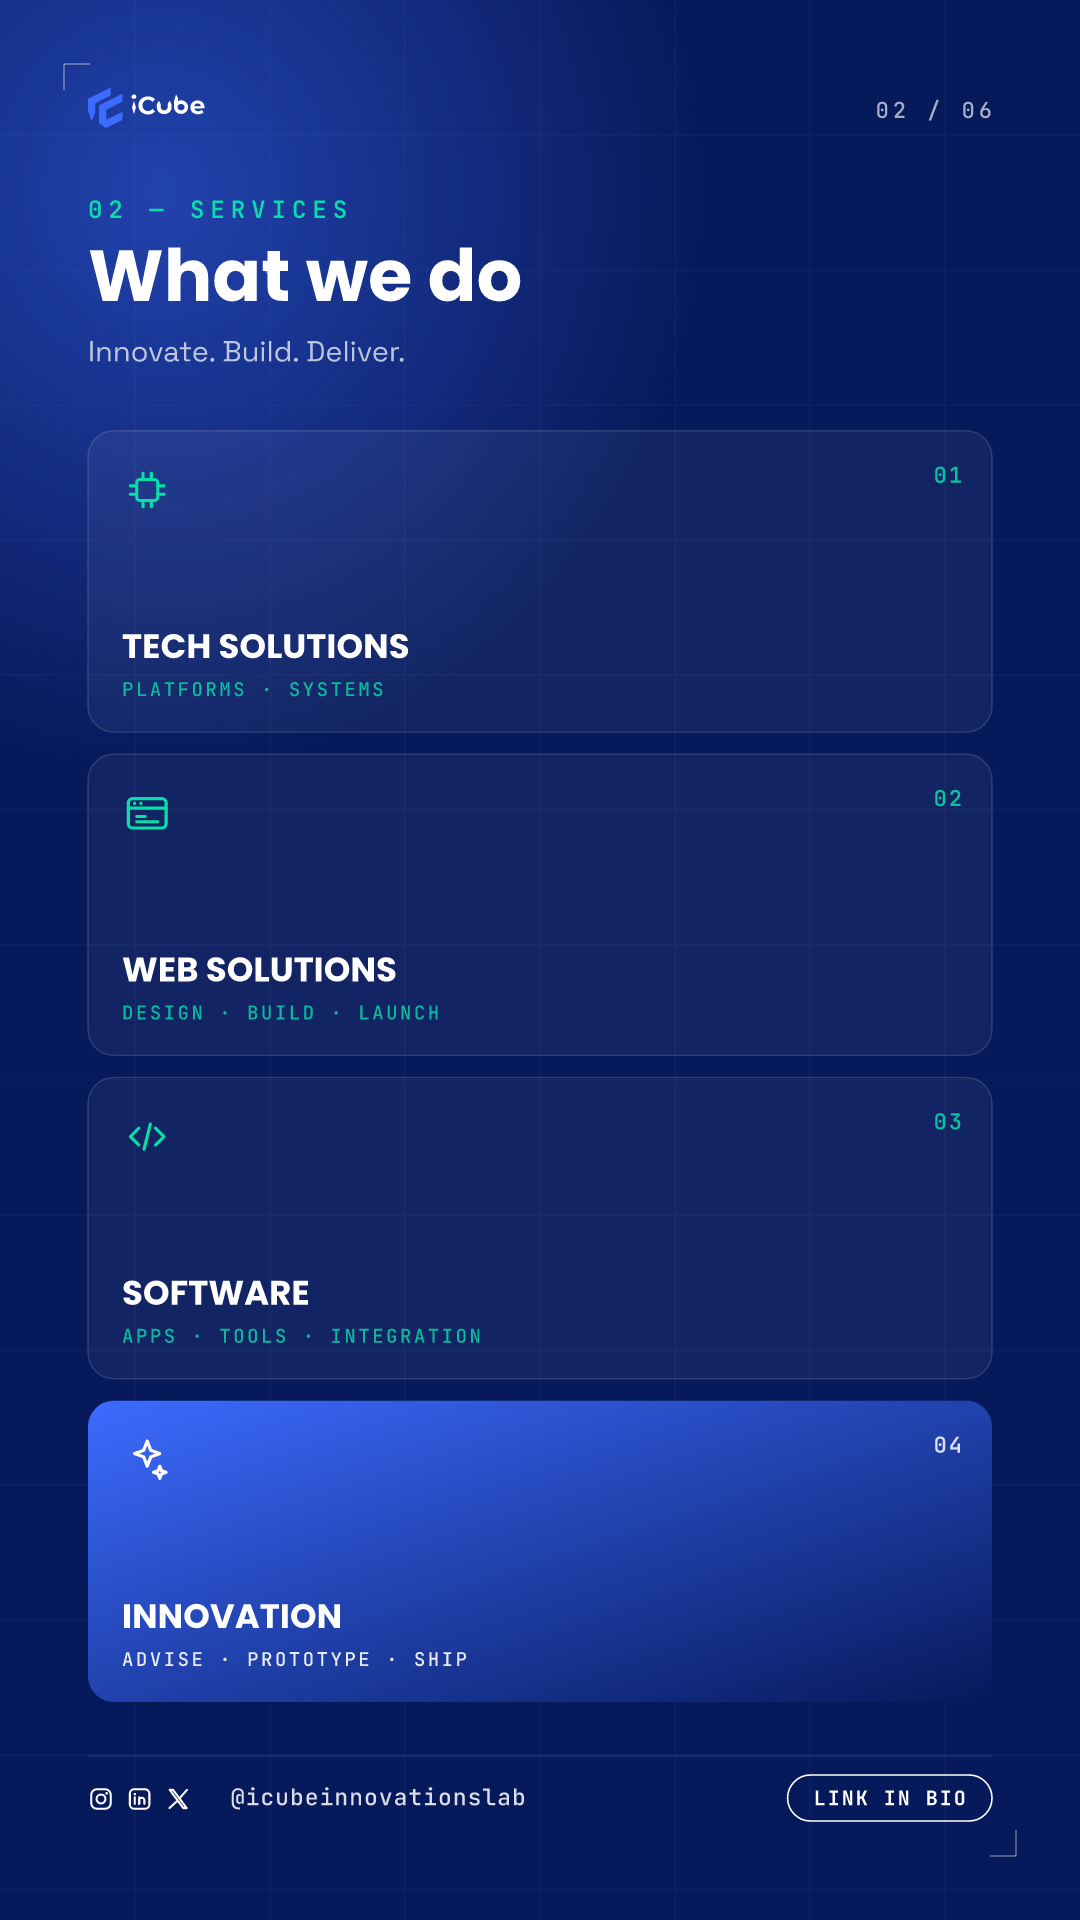 iCube
02 / 06
02 — SERVICES
What we do
Innovate. Build. Deliver.
01
TECH SOLUTIONS
PLATFORMS · SYSTEMS
02
WEB SOLUTIONS
DESIGN · BUILD · LAUNCH
03
SOFTWARE
APPS · TOOLS · INTEGRATION
04
INNOVATION
ADVISE · PROTOTYPE · SHIP
@icubeinnovationslab
LINK IN BIO